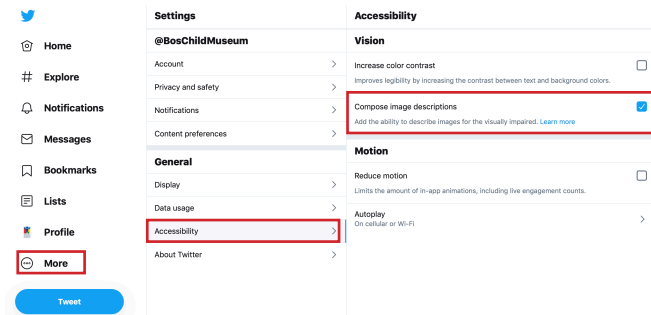 Home
Explore
Notifications
Messages
Bookmarks
Lists
Profile
More
Tweet
Settings
@BosChildMuseum
Account
Privacy and safety
Notifications
Content preferences
General
Display
Data usage
Accessibility
About Twitter
Accessibility
Vision
Increase color contrast
Improves legibility by increasing the contrast between text and background colors.
Compose image descriptions
Add the ability to describe images for the visually impaired. Learn more
Motion
Reduce motion
Limits the amount of in-app animations, including live engagement counts.
Autoplay
On cellular or Wi-Fi